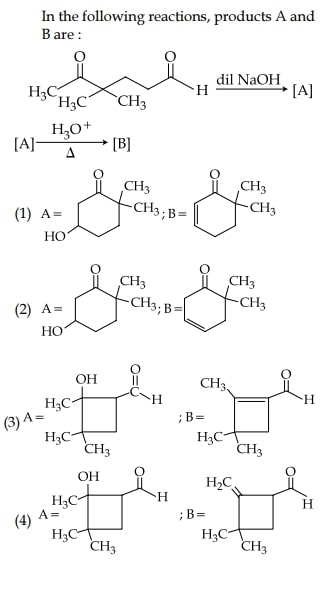 In the following reactions, products A and
B are :
O O
H₃C H₃C CH₃ H dil NaOH [A]
[A] H₃O⁺ Δ [B]
(1) A = O CH₃ CH₃ HO ; B = O CH₃ CH₃
(2) A = O CH₃ CH₃ HO ; B = O CH₃ CH₃
(3) A = OH O H₃C C H H₃C CH₃ ; B = CH₃ O H H₃C CH₃
(4) A = OH O H₃C H H₃C CH₃ ; B = H₂C O H H₃C CH₃